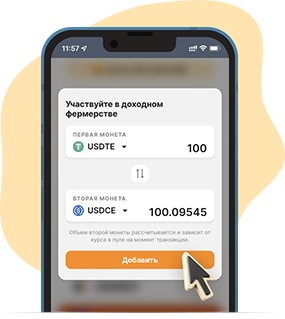 11:57
Участвуйте в доходном
фермерстве
ПЕРВАЯ МОНЕТА
USDTE 100
ВТОРАЯ МОНЕТА
USDCE 100.09545
Объем второй монеты рассчитывается и зависит от
курса в пуле на момент транзакции.
Добавить